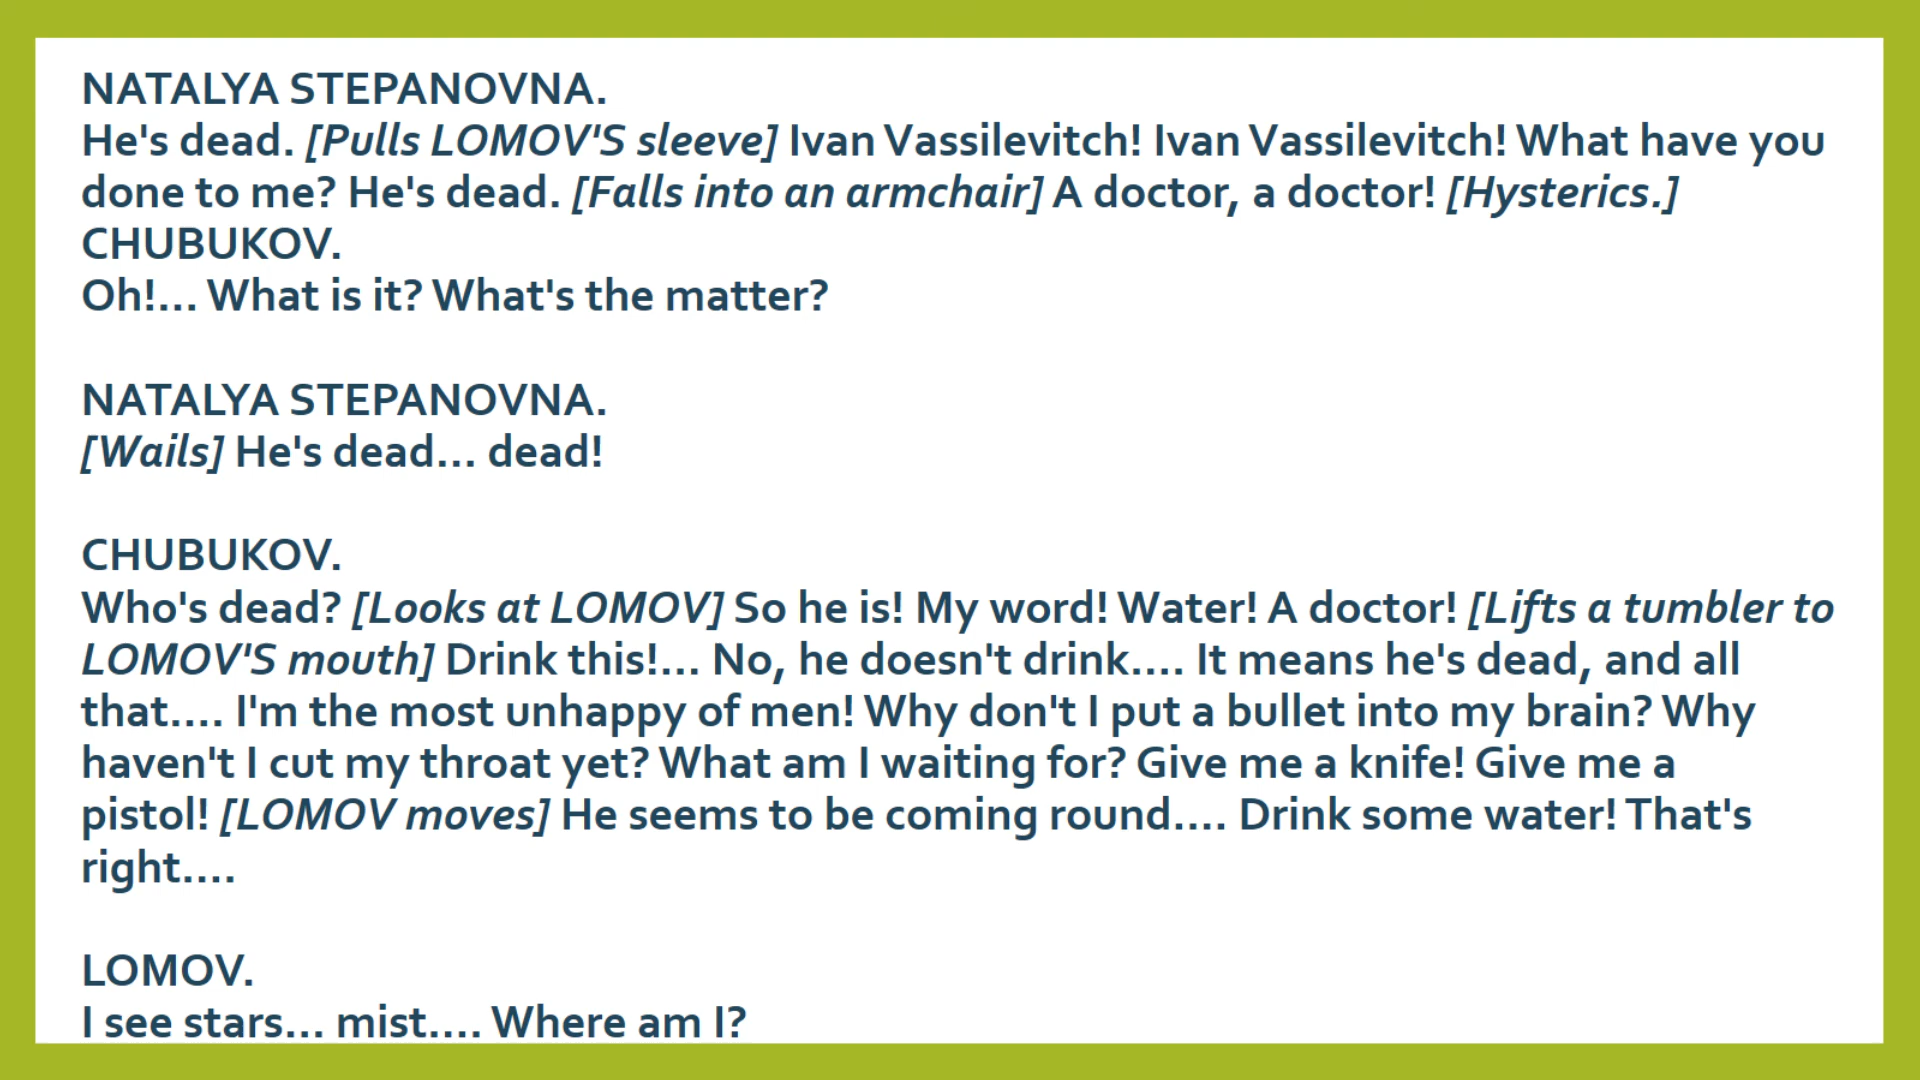 NATALYA STEPANOVNA.
He's dead. [Pulls LOMOV'S sleeve] Ivan Vassilevitch! Ivan Vassilevitch! What have you
done to me? He's dead. [Falls into an armchair] A doctor, a doctor! [Hysterics.]
CHUBUKOV.
Oh!... What is it? What's the matter?
NATALYA STEPANOVNA.
[Wails] He's dead... dead!
CHUBUKOV.
Who's dead? [Looks at LOMOV] So he is! My word! Water! A doctor! [Lifts a tumbler to
LOMOV'S mouth] Drink this!... No, he doesn't drink.... It means he's dead, and all
that.... I'm the most unhappy of men! Why don't I put a bullet into my brain? Why
haven't I cut my throat yet? What am I waiting for? Give me a knife! Give me a
pistol! [LOMOV moves] He seems to be coming round.... Drink some water! That's
right....
LOMOV.
I see stars... mist.... Where am I?